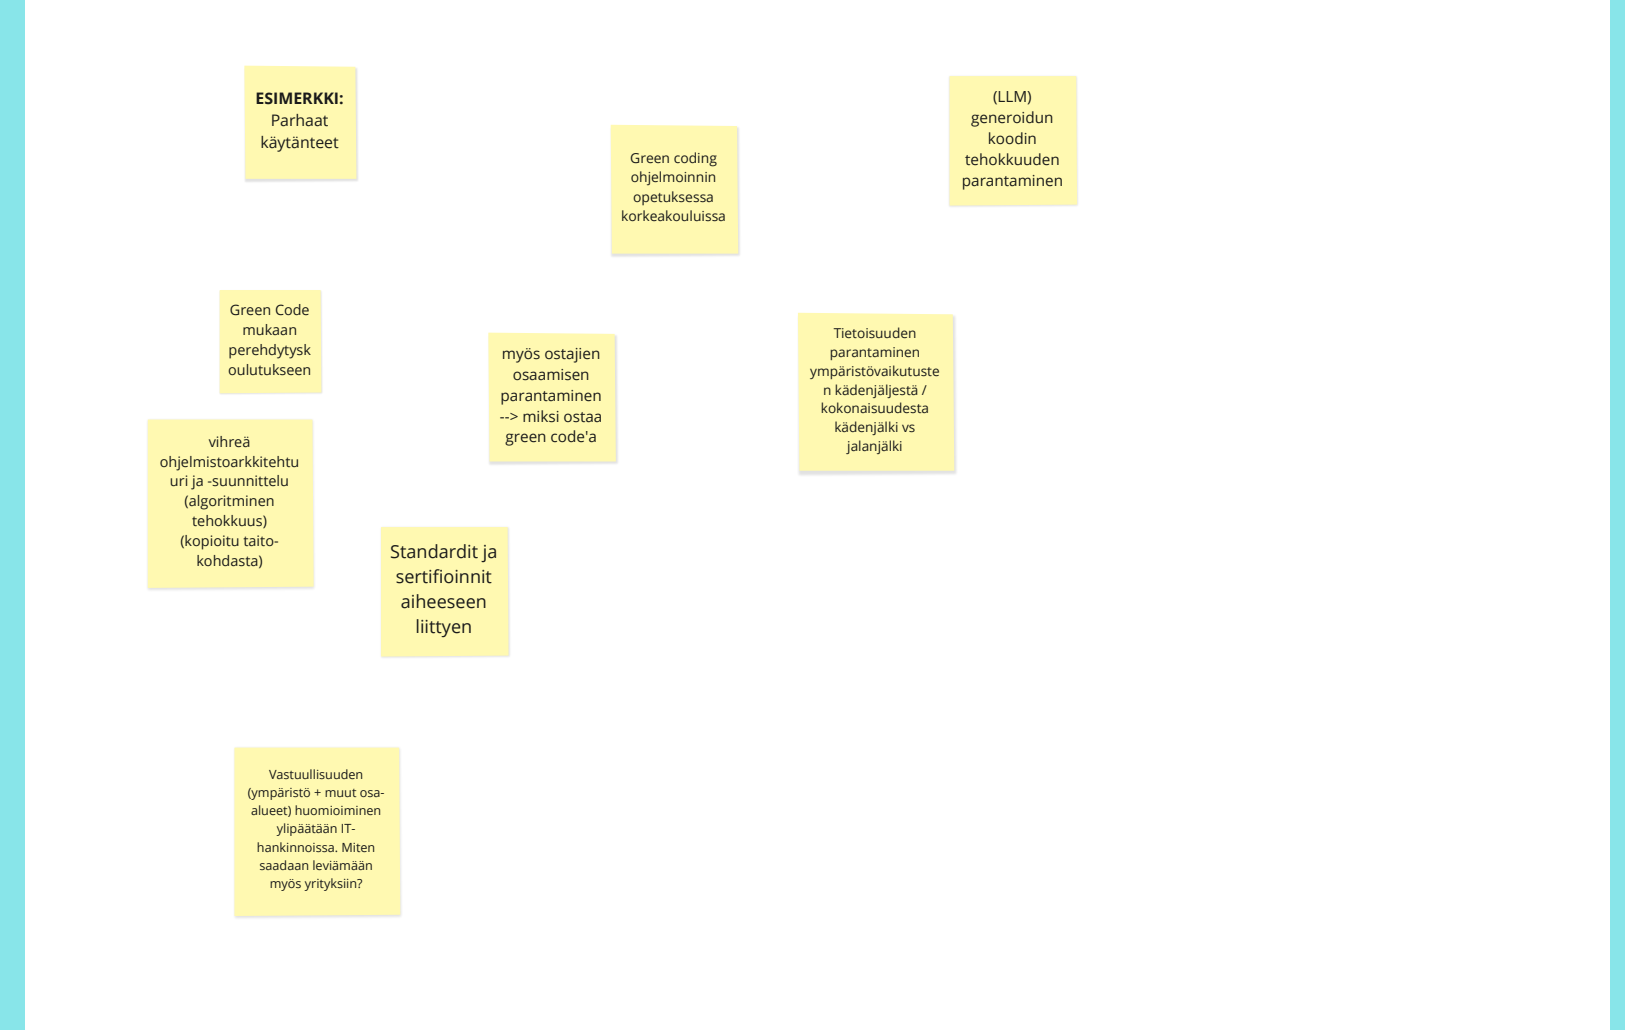 ESIMERKKI:
Parhaat
käytänteet
(LLM)
generoidun
koodin
tehokkuuden
parantaminen
Green coding
ohjelmoinnin
opetuksessa
korkeakouluissa
Green Code
mukaan
perehdytysk
oulutukseen
myös ostajien
osaamisen
parantaminen
--> miksi ostaa
green code'a
Tietoisuuden
parantaminen
ympäristövaikutuste
n kädenjäljestä /
kokonaisuudesta
kädenjälki vs
jalanjälki
vihreä
ohjelmistoarkkitehtu
uri ja -suunnittelu
(algoritminen
tehokkuus)
(kopioitu taito-
kohdasta)
Standardit ja
sertifioinnit
aiheeseen
liittyen
Vastuullisuuden
(ympäristö + muut osa-
alueet) huomioiminen
ylipäätään IT-
hankinnoissa. Miten
saadaan leviämään
myös yrityksiin?